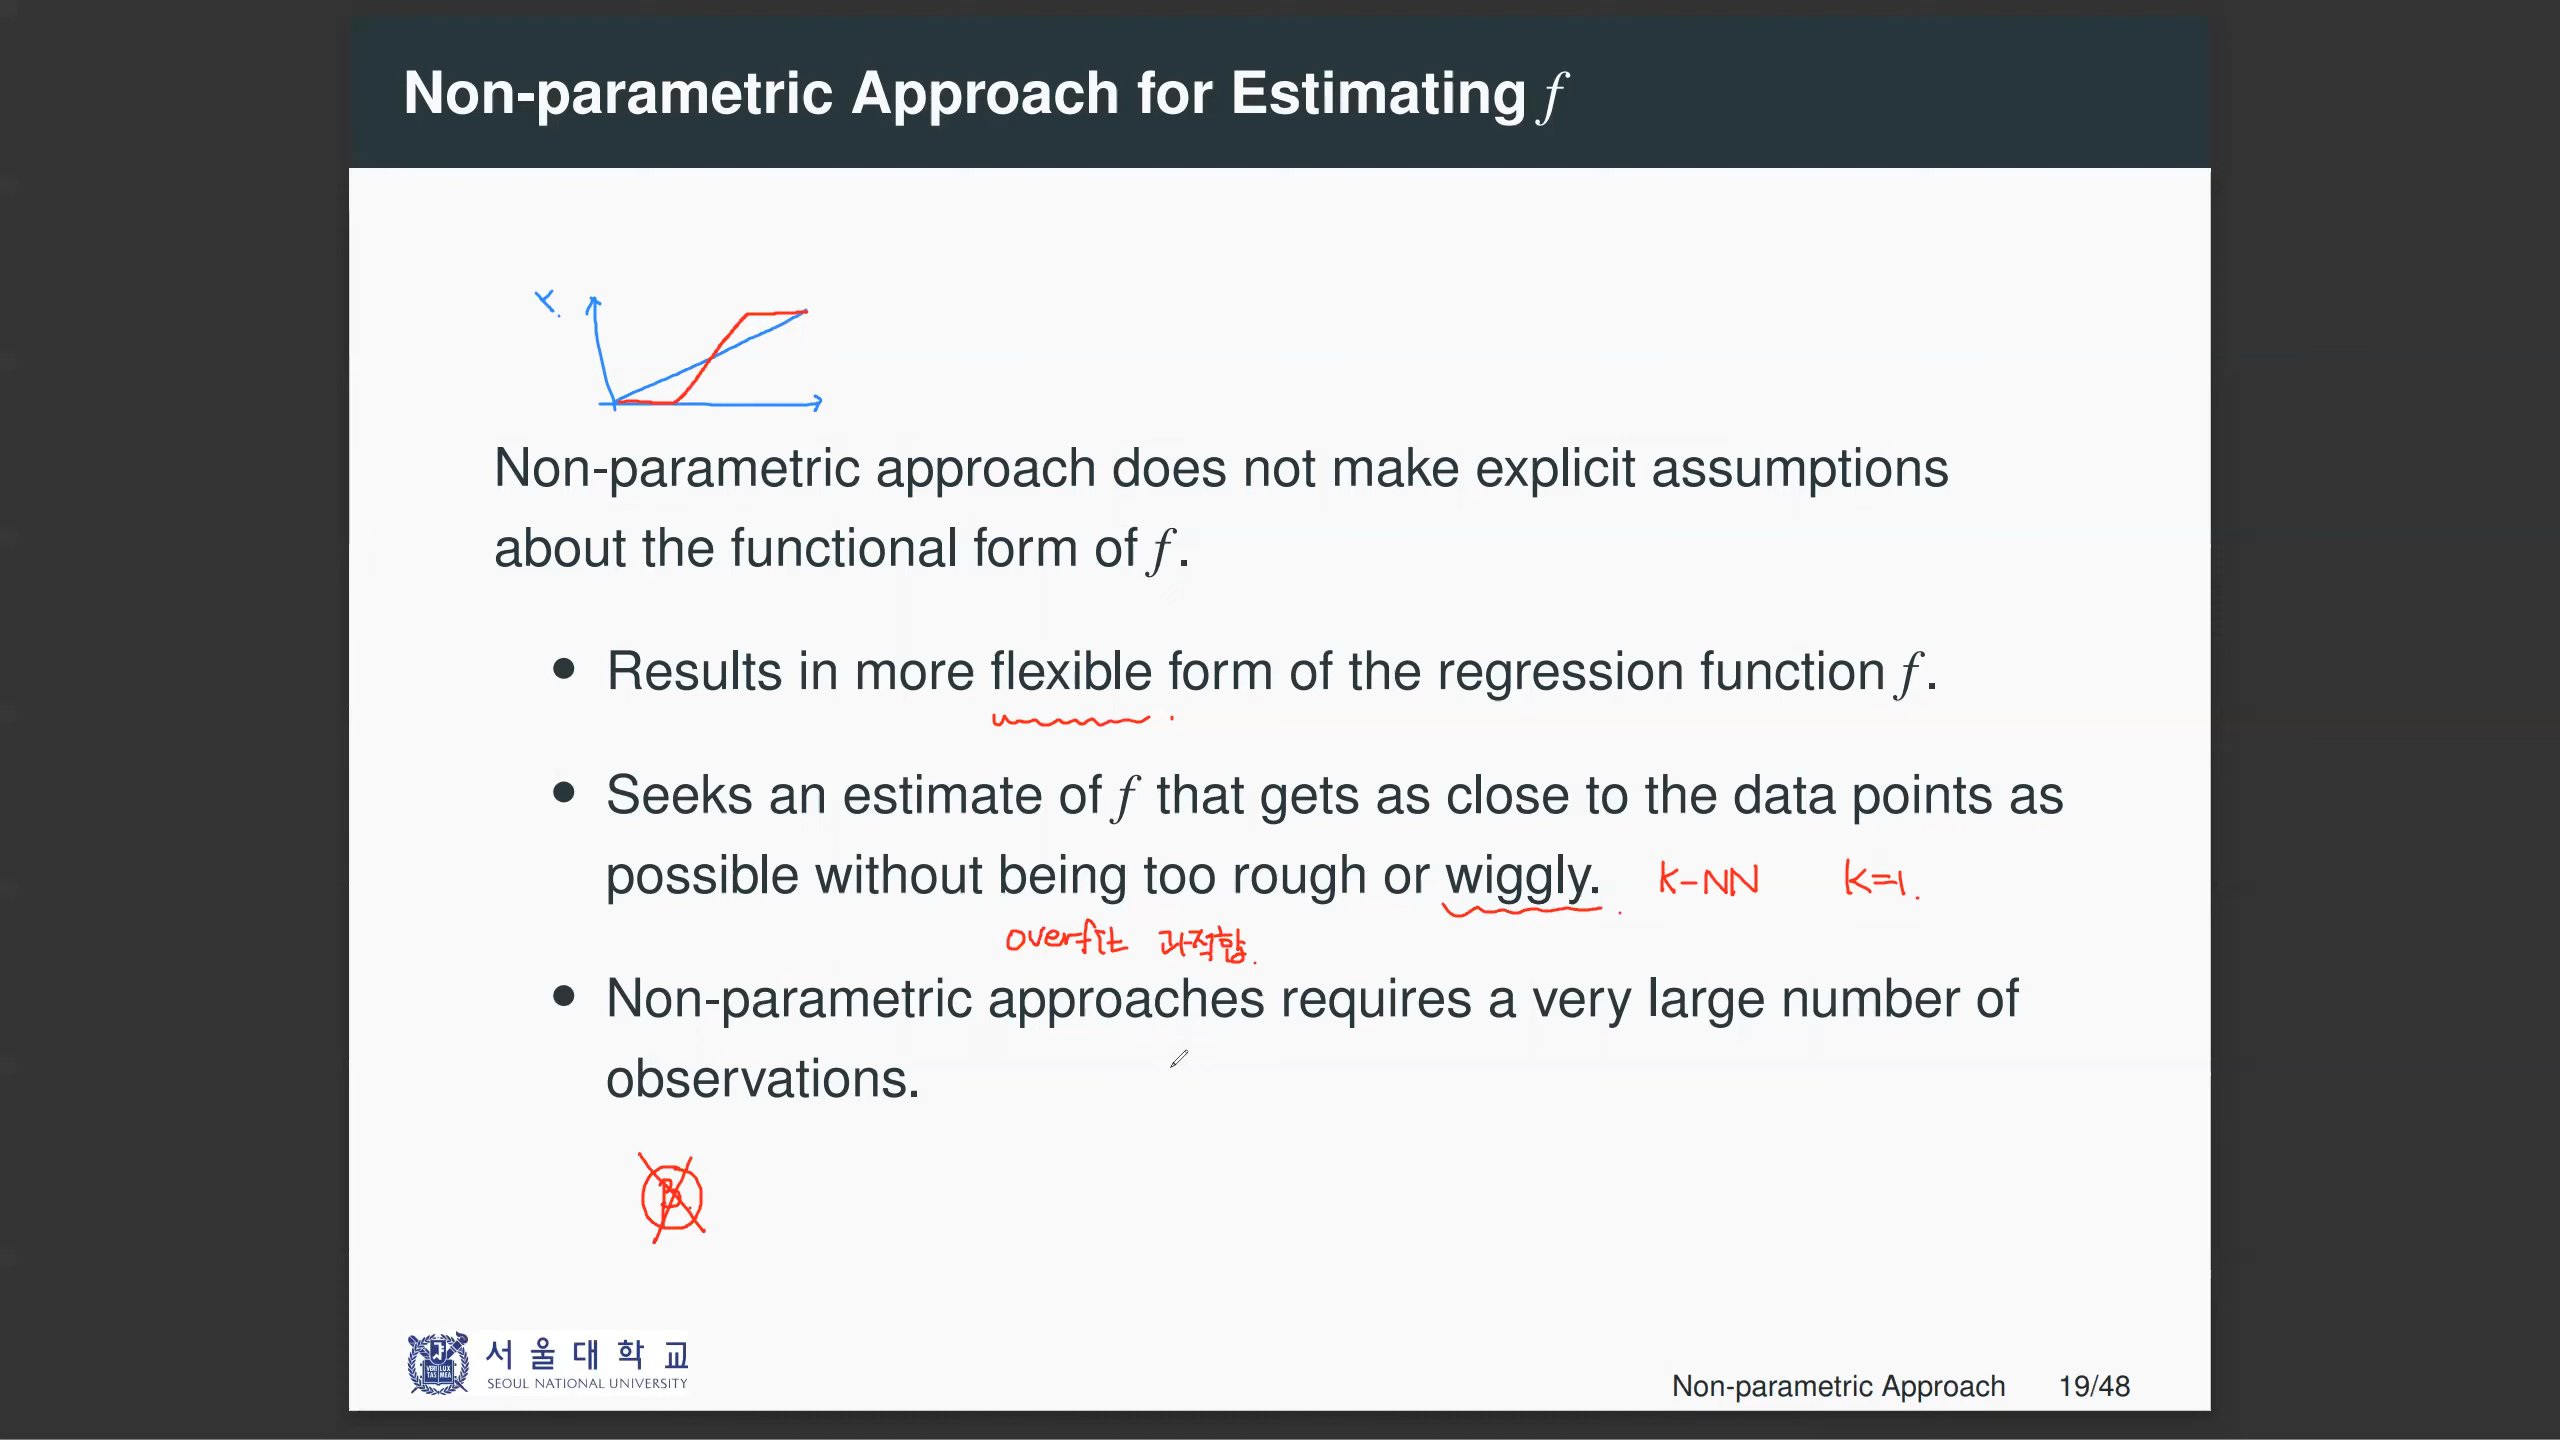 Non-parametric Approach for Estimating f
Y.
Non-parametric approach does not make explicit assumptions
about the functional form of f.
• Results in more flexible form of the regression function f.
• Seeks an estimate of f that gets as close to the data points as
possible without being too rough or wiggly. K-NN K=1.
overfit 과적합.
• Non-parametric approaches requires a very large number of
observations.
서울대학교
SEOUL NATIONAL UNIVERSITY
Non-parametric Approach 19/48